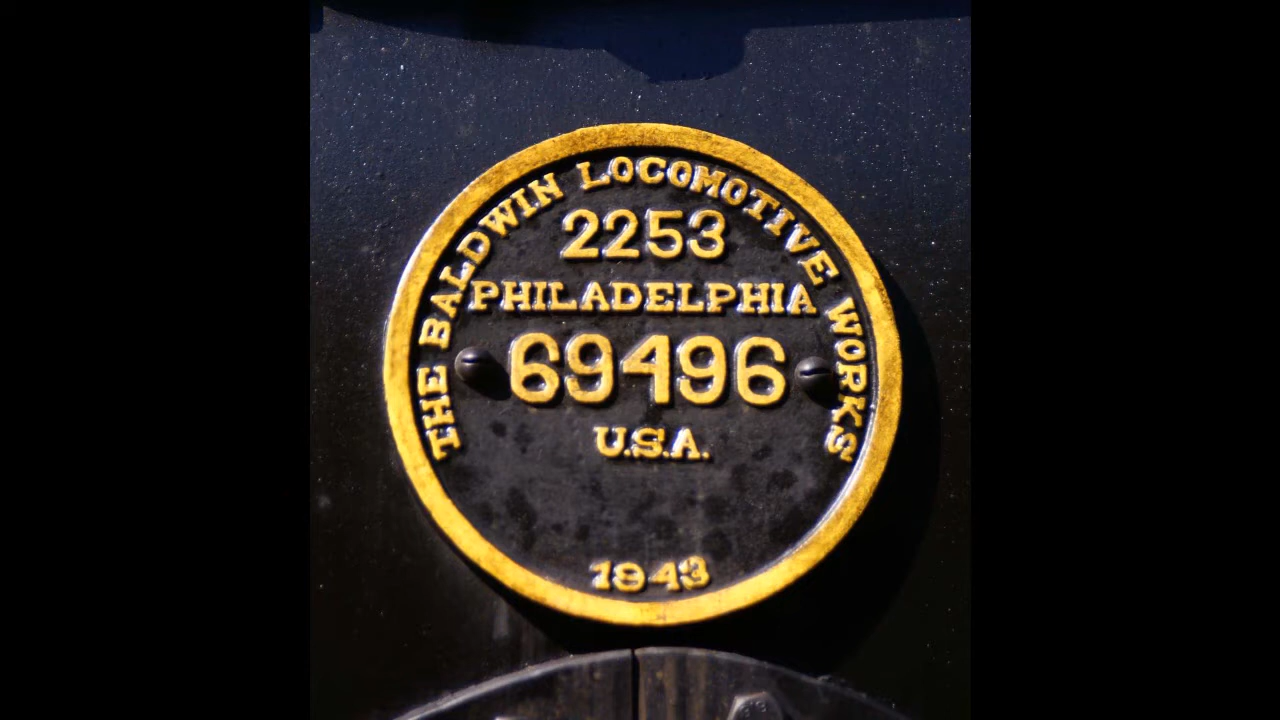 THE BALDWIN LOCOMOTIVE WORKS
2253
PHILADELPHIA
69496
U.S.A.
1943